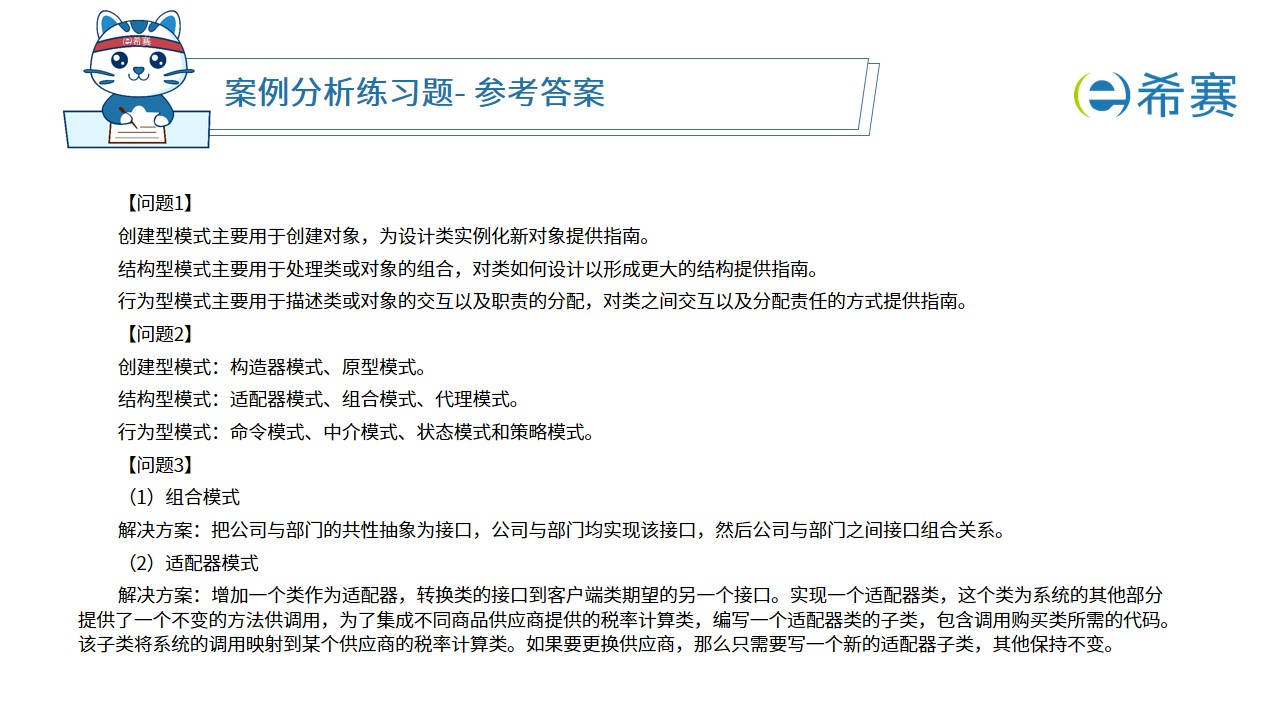 希赛
案例分析练习题- 参考答案
希赛
【问题1】
创建型模式主要用于创建对象，为设计类实例化新对象提供指南。
结构型模式主要用于处理类或对象的组合，对类如何设计以形成更大的结构提供指南。
行为型模式主要用于描述类或对象的交互以及职责的分配，对类之间交互以及分配责任的方式提供指南。
【问题2】
创建型模式：构造器模式、原型模式。
结构型模式：适配器模式、组合模式、代理模式。
行为型模式：命令模式、中介模式、状态模式和策略模式。
【问题3】
（1）组合模式
解决方案：把公司与部门的共性抽象为接口，公司与部门均实现该接口，然后公司与部门之间接口组合关系。
（2）适配器模式
解决方案：增加一个类作为适配器，转换类的接口到客户端类期望的另一个接口。实现一个适配器类，这个类为系统的其他部分
提供了一个不变的方法供调用，为了集成不同商品供应商提供的税率计算类，编写一个适配器类的子类，包含调用购买类所需的代码。
该子类将系统的调用映射到某个供应商的税率计算类。如果要更换供应商，那么只需要写一个新的适配器子类，其他保持不变。